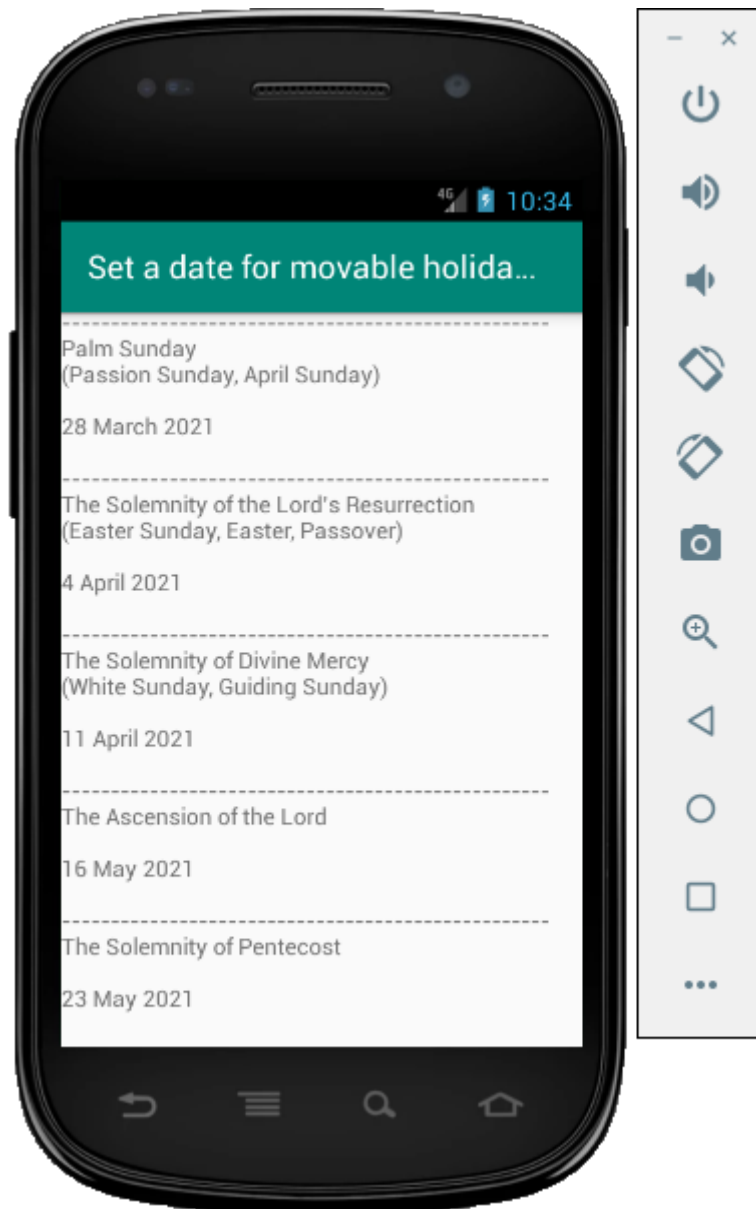 4G 10:34
Set a date for movable holida...
--------------------------------------------------
Palm Sunday
(Passion Sunday, April Sunday)
28 March 2021
--------------------------------------------------
The Solemnity of the Lord's Resurrection
(Easter Sunday, Easter, Passover)
4 April 2021
--------------------------------------------------
The Solemnity of Divine Mercy
(White Sunday, Guiding Sunday)
11 April 2021
--------------------------------------------------
The Ascension of the Lord
16 May 2021
--------------------------------------------------
The Solemnity of Pentecost
23 May 2021